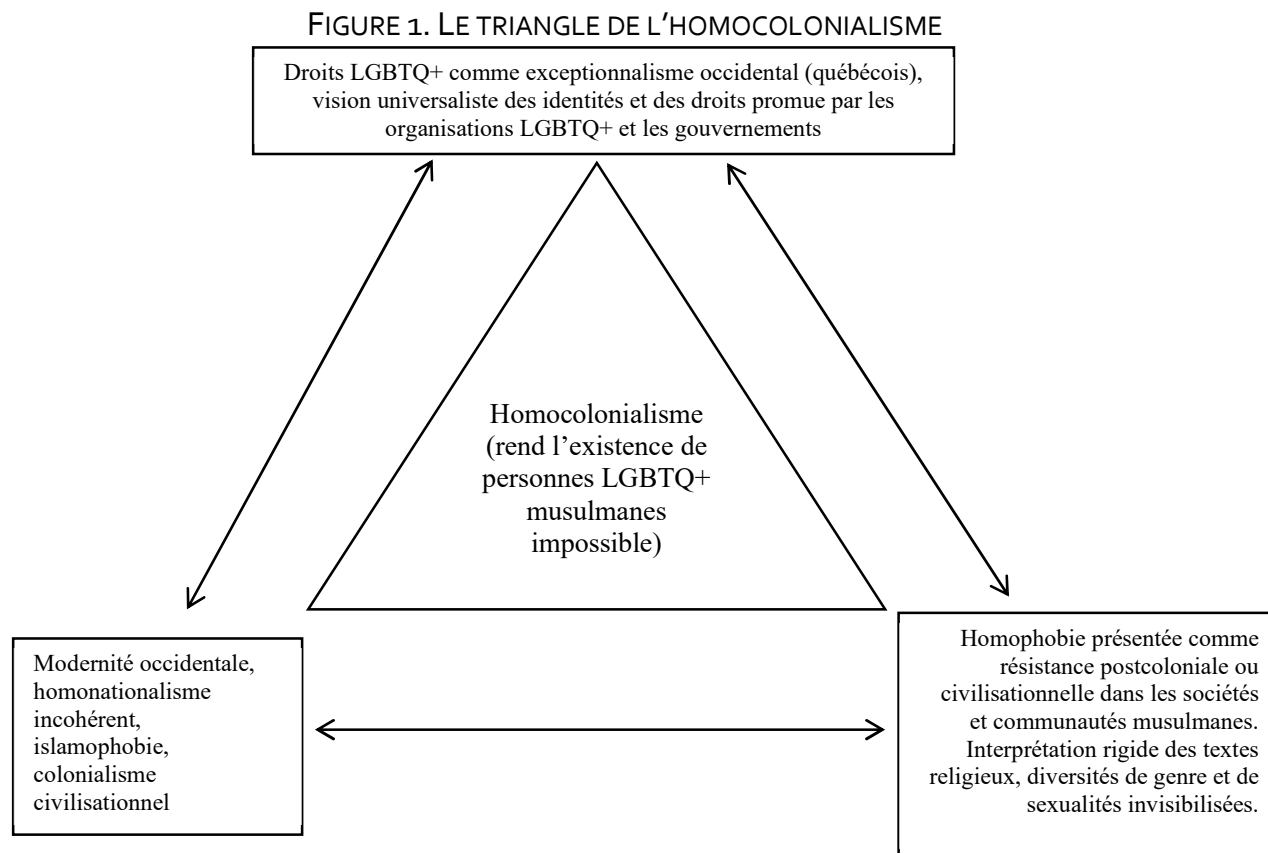 FIGURE 1. LE TRIANGLE DE L'HOMOCOLONIALISME
Droits LGBTQ+ comme exceptionnalisme occidental (québécois),
vision universaliste des identités et des droits promue par les
organisations LGBTQ+ et les gouvernements
Homocolonialisme
(rend l'existence de
personnes LGBTQ+
musulmanes
impossible)
Modernité occidentale,
homonationalisme
incohérent,
islamophobie,
colonialisme
civilisationnel
Homophobie présentée comme
résistance postcoloniale ou
civilisationnelle dans les sociétés
et communautés musulmanes.
Interprétation rigide des textes
religieux, diversités de genre et de
sexualités invisibilisées.